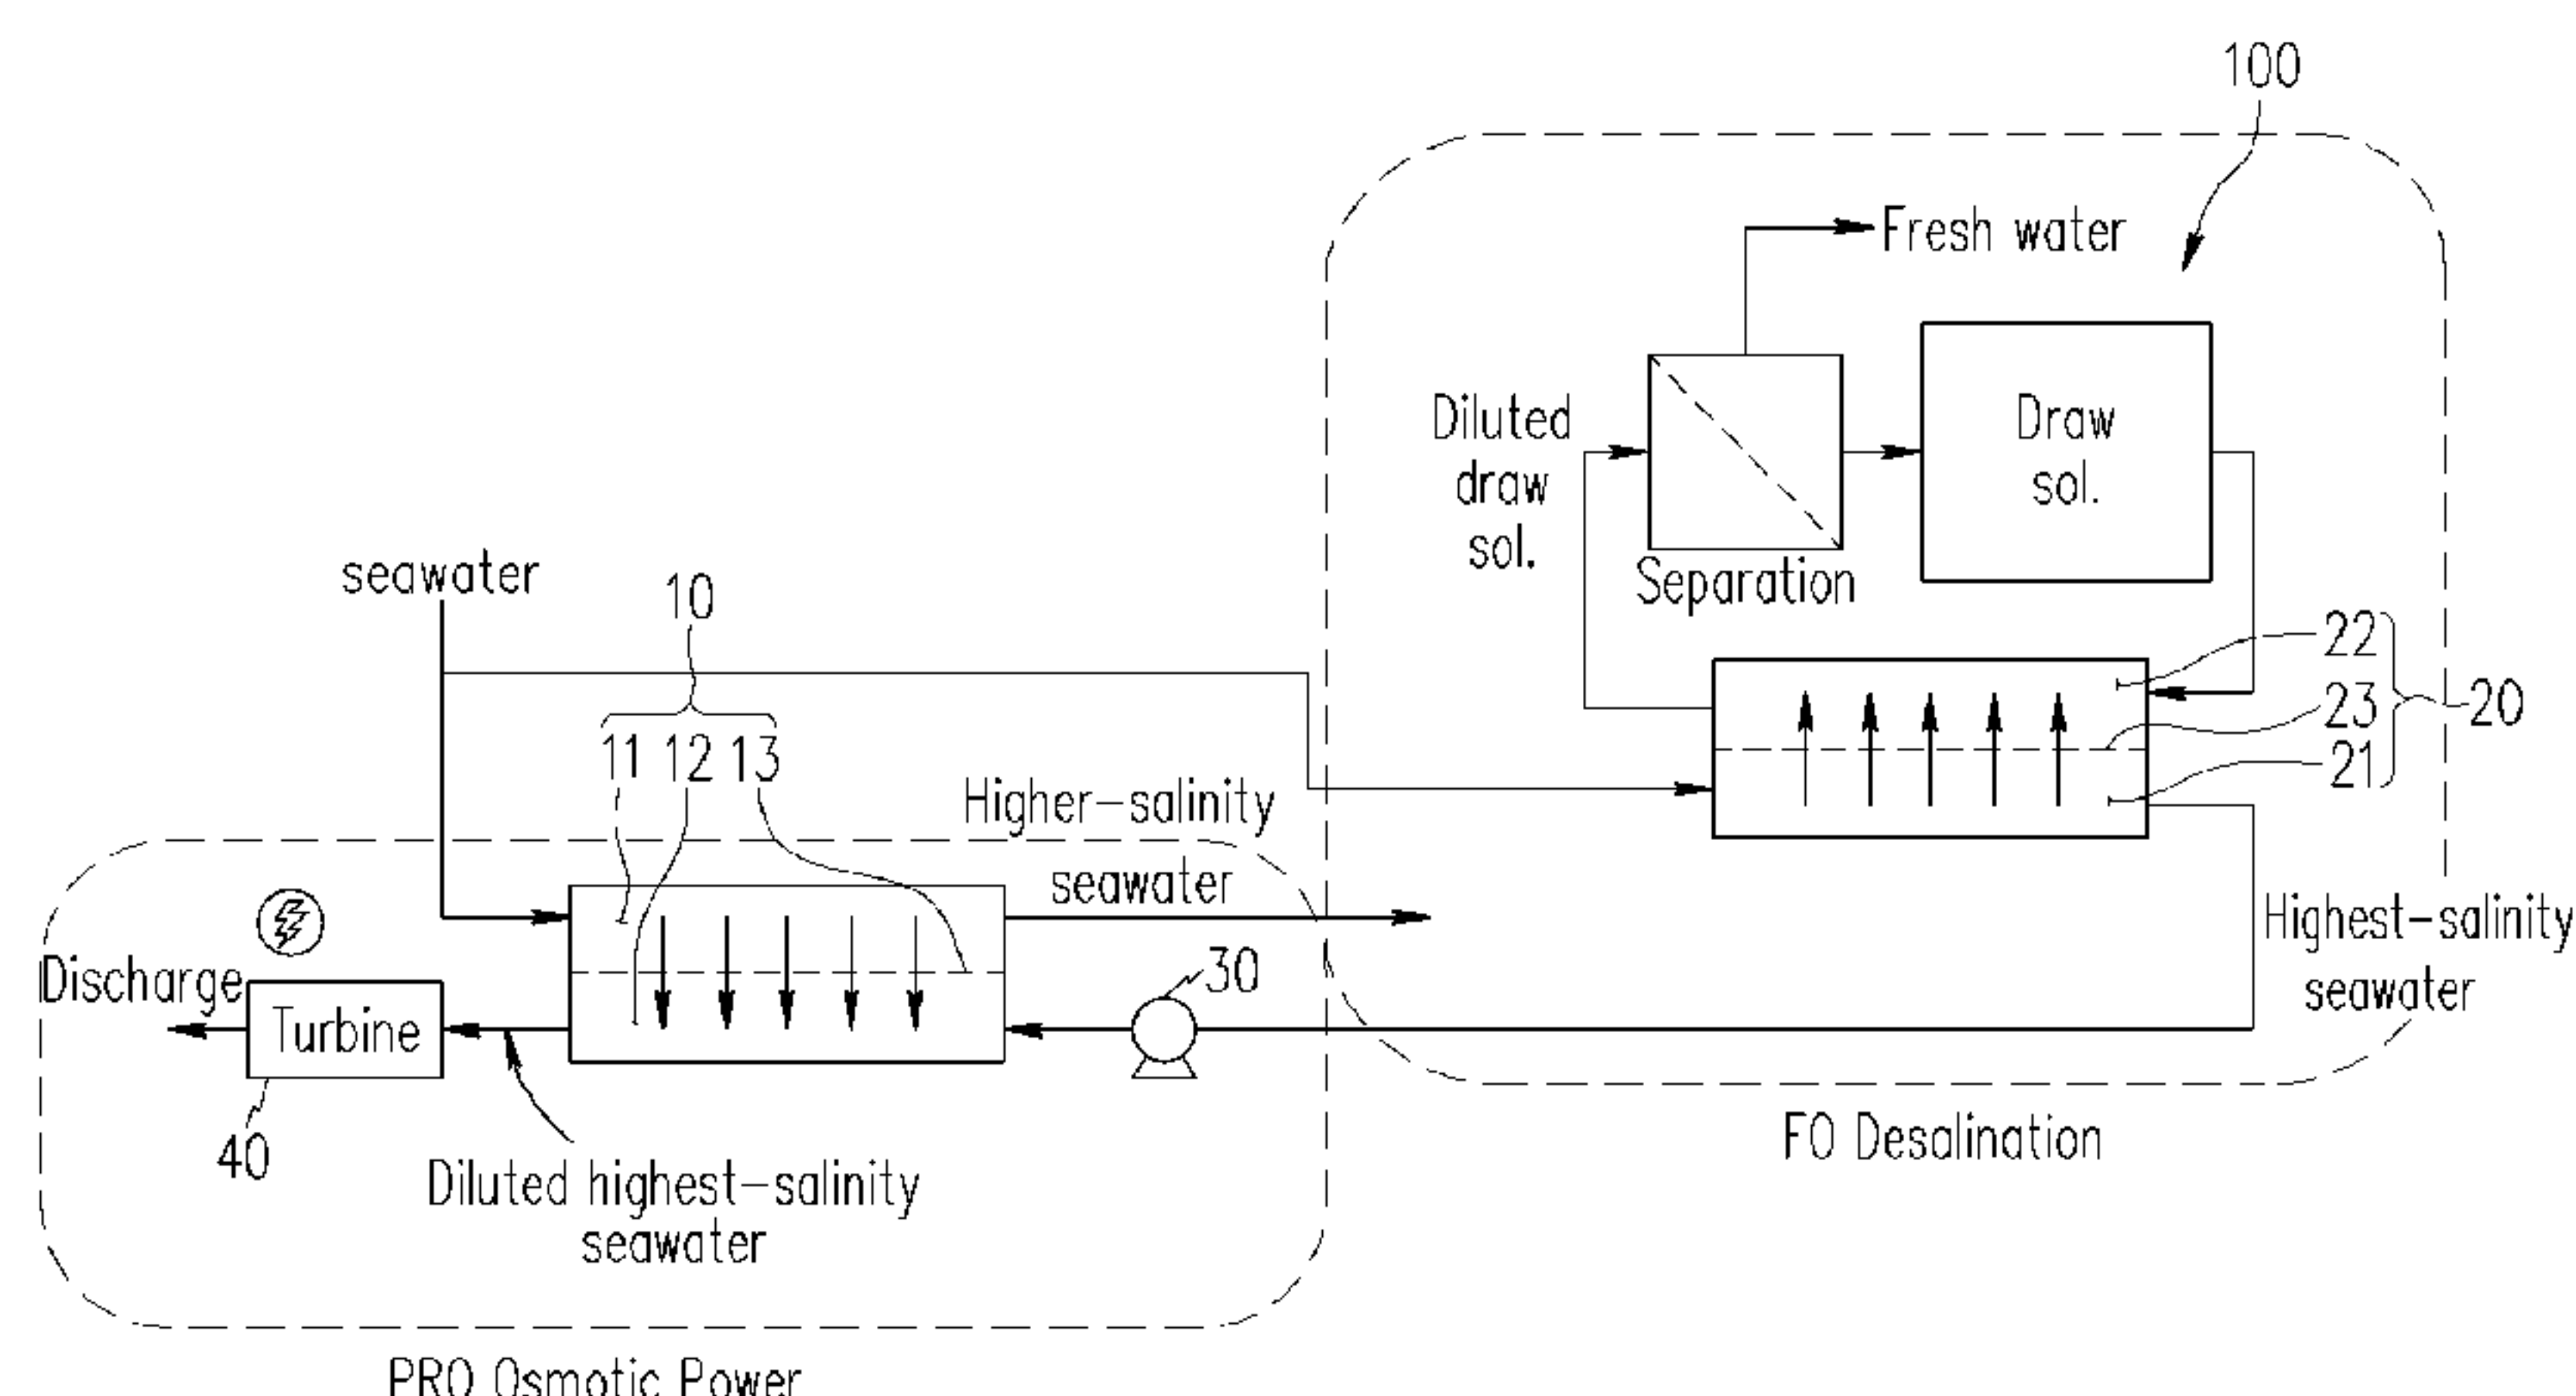 100
Fresh water
Diluted
draw
sol.
Draw
sol.
Separation
seawater
10
11 12 13
22
23
21
20
Higher-salinity
seawater
Highest-salinity
seawater
30
Discharge
Turbine
40
Diluted highest-salinity
seawater
FO Desalination
PRO Osmotic Power